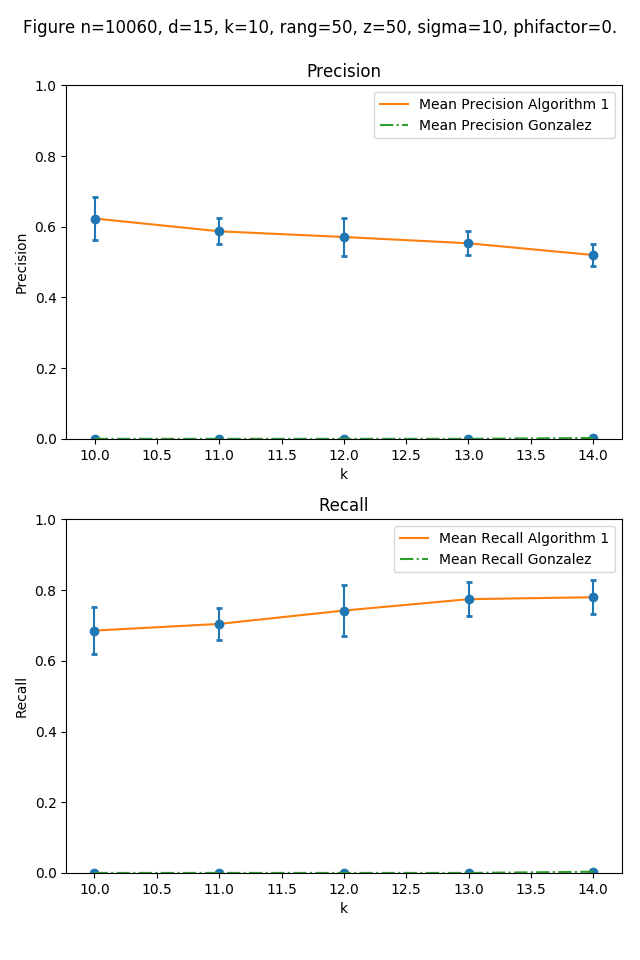 Figure n=10060, d=15, k=10, rang=50, z=50, sigma=10, phifactor=0.
Precision
1.0
Mean Precision Algorithm 1
Mean Precision Gonzalez
0.8
0.6
Precision
0.4
0.2
0.0
10.0 10.5 11.0 11.5 12.0 12.5 13.0 13.5 14.0
k
Recall
1.0
Mean Recall Algorithm 1
Mean Recall Gonzalez
0.8
0.6
Recall
0.4
0.2
0.0
10.0 10.5 11.0 11.5 12.0 12.5 13.0 13.5 14.0
k